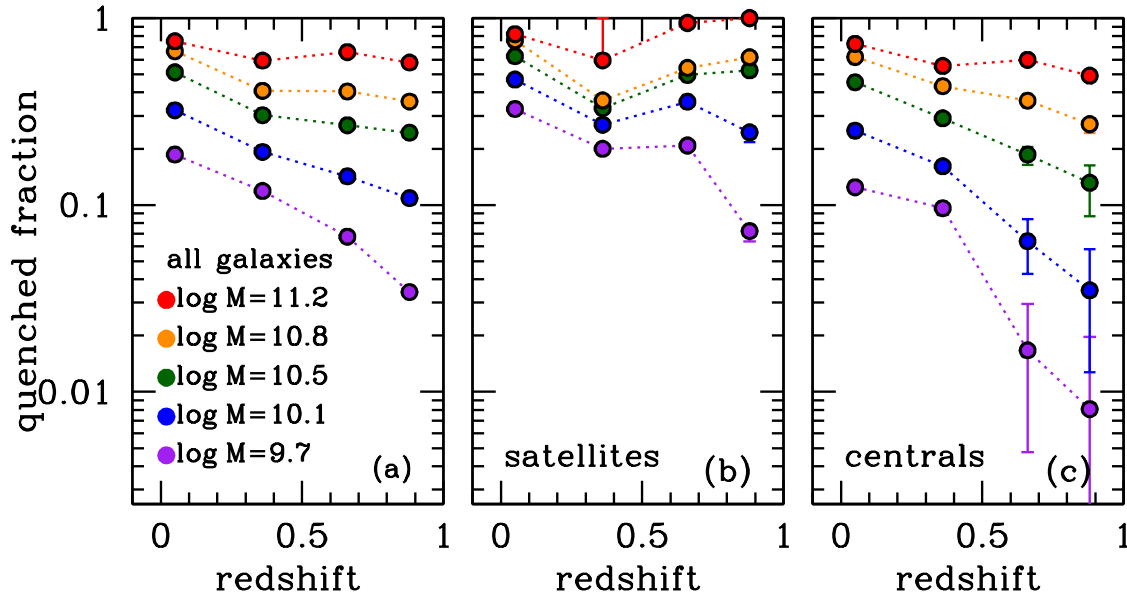 quenched fraction
1
0.1
0.01
all galaxies
log M=11.2
log M=10.8
log M=10.5
log M=10.1
log M=9.7
(a)
0 0.5 1
redshift
satellites (b)
0 0.5 1
redshift
centrals (c)
0 0.5 1
redshift